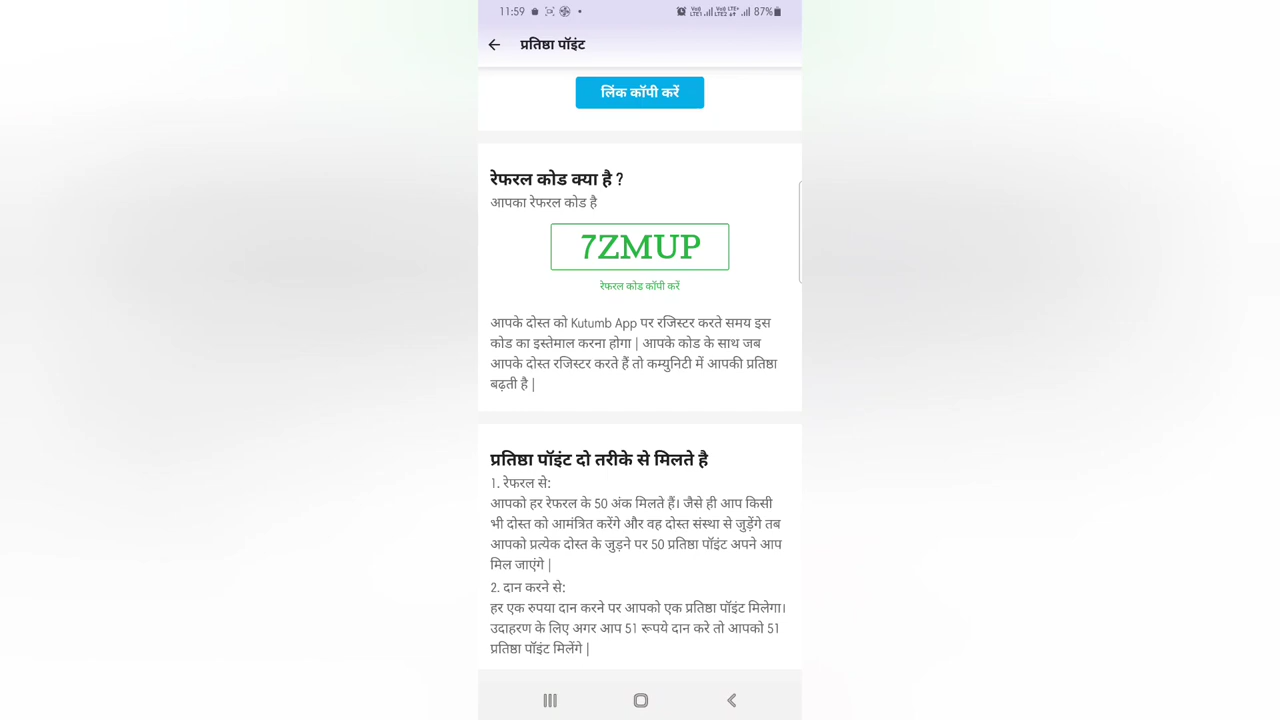 11:59
87%
प्रतिष्ठा पॉइंट
लिंक कॉपी करें
रेफरल कोड क्या है ?
आपका रेफरल कोड है
7ZMUP
रेफरल कोड कॉपी करें
आपके दोस्त को Kutumb App पर रजिस्टर करते समय इस
कोड का इस्तेमाल करना होगा | आपके कोड के साथ जब
आपके दोस्त रजिस्टर करते हैं तो कम्युनिटी में आपकी प्रतिष्ठा
बढ़ती है |
प्रतिष्ठा पॉइंट दो तरीके से मिलते है
1. रेफरल से:
आपको हर रेफरल के 50 अंक मिलते हैं। जैसे ही आप किसी
भी दोस्त को आमंत्रित करेंगे और वह दोस्त संस्था से जुड़ेंगे तब
आपको प्रत्येक दोस्त के जुड़ने पर 50 प्रतिष्ठा पॉइंट अपने आप
मिल जाएंगे |
2. दान करने से:
हर एक रुपया दान करने पर आपको एक प्रतिष्ठा पॉइंट मिलेगा।
उदाहरण के लिए अगर आप 51 रूपये दान करे तो आपको 51
प्रतिष्ठा पॉइंट मिलेंगे |